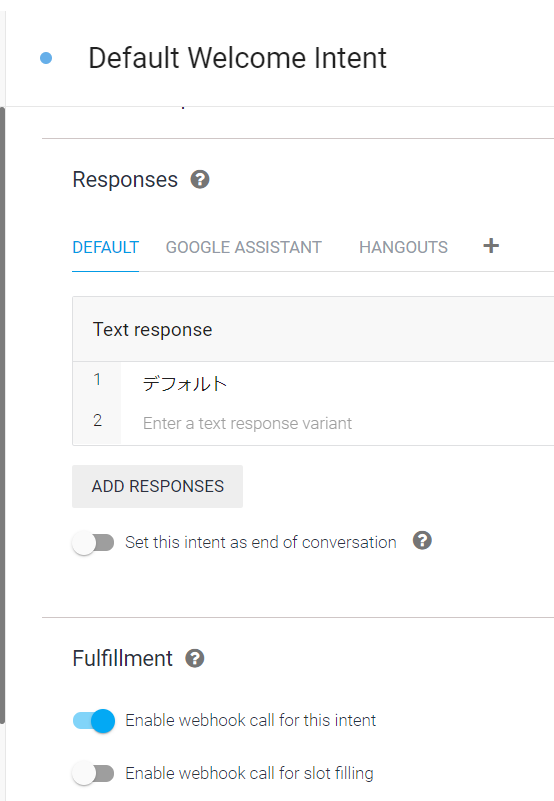 Default Welcome Intent
Responses
DEFAULT GOOGLE ASSISTANT HANGOUTS +
Text response
1 デフォルト
2 Enter a text response variant
ADD RESPONSES
Set this intent as end of conversation
Fulfillment
Enable webhook call for this intent
Enable webhook call for slot filling